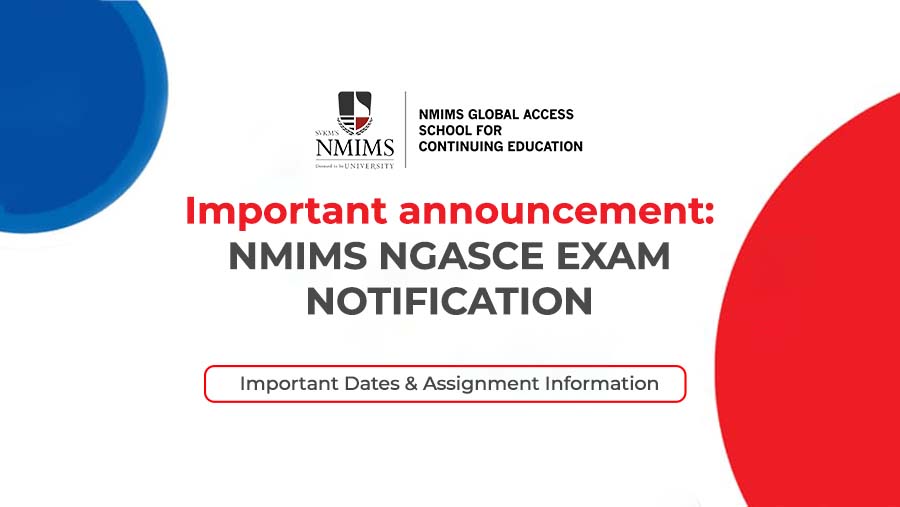 SVKM'S
NMIMS
Deemed to be UNIVERSITY
NMIMS GLOBAL ACCESS
SCHOOL FOR
CONTINUING EDUCATION
Important announcement:
NMIMS NGASCE EXAM
NOTIFICATION
Important Dates & Assignment Information